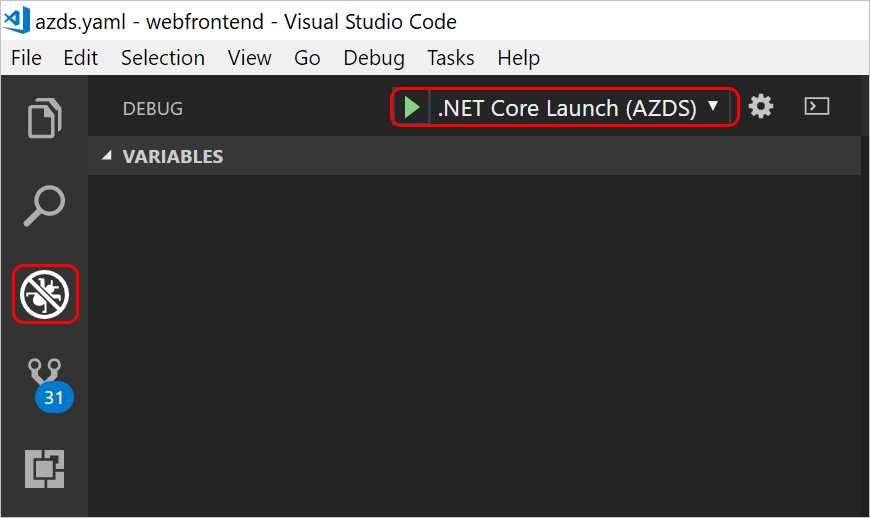 azds.yaml - webfrontend - Visual Studio Code
File Edit Selection View Go Debug Tasks Help
DEBUG .NET Core Launch (AZDS)
VARIABLES
31